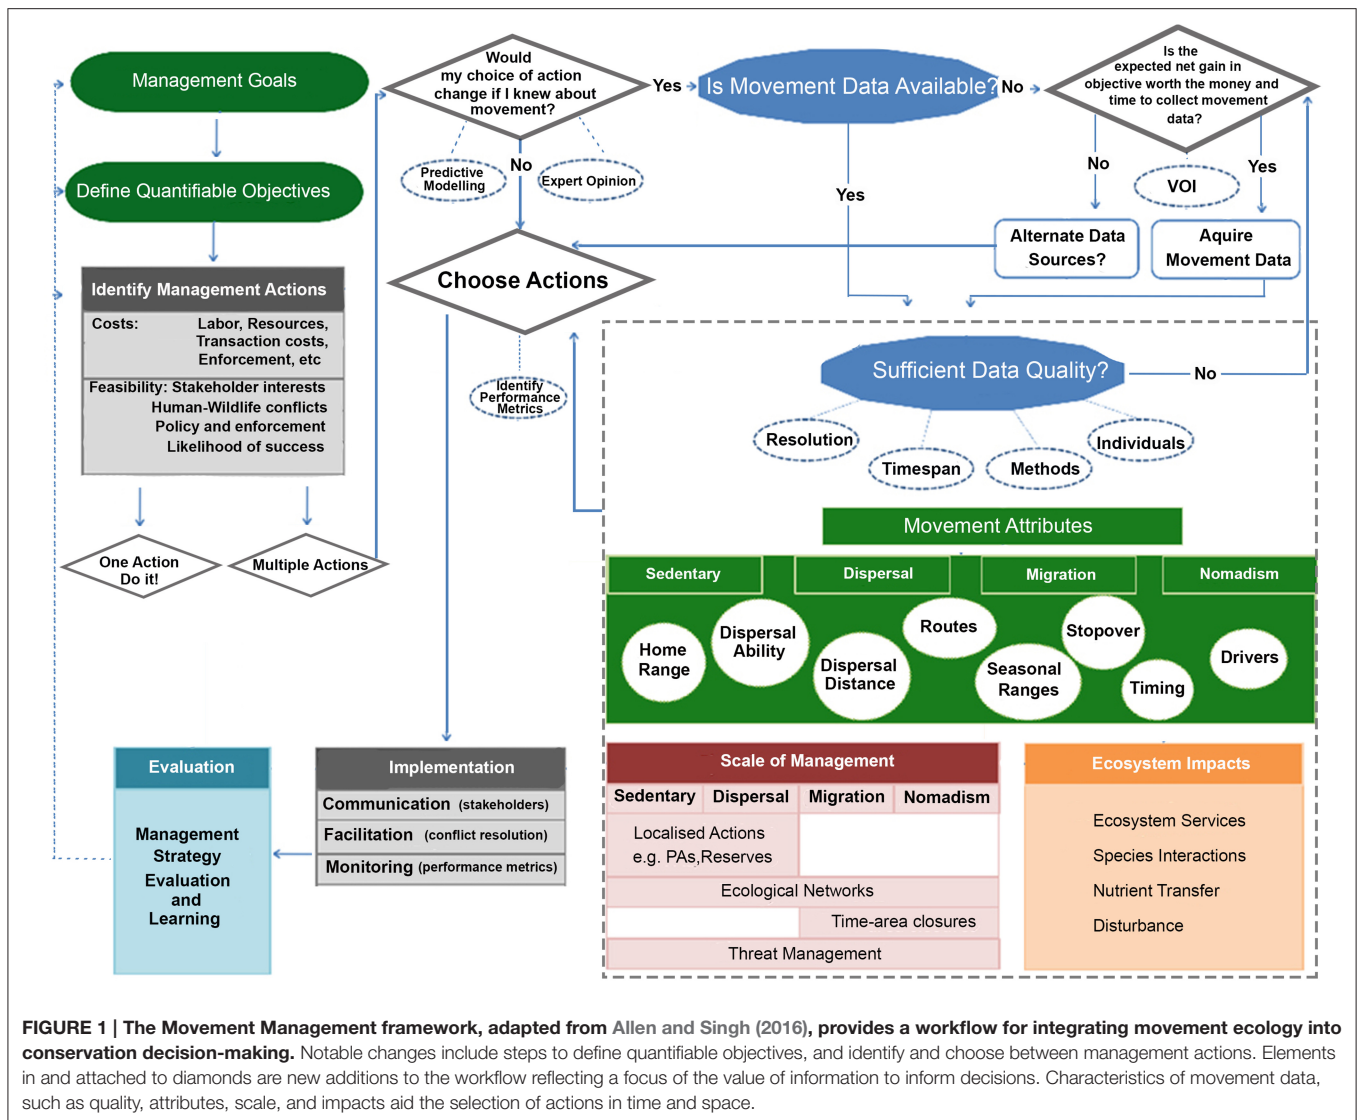 Management Goals
Define Quantifiable Objectives
Identify Management Actions
Costs: Labor, Resources,
Transaction costs,
Enforcement, etc
Feasibility: Stakeholder interests
Human-Wildlife conflicts
Policy and enforcement
Likelihood of success
One Action
Do it!
Multiple Actions
Would
my choice of action
change if I knew about
movement?
Yes
Predictive
Modelling
No
Expert Opinion
Is Movement Data Available?
No
Yes
Is the
expected net gain in
objective worth the money and
time to collect movement
data?
No
VOI
Yes
Alternate Data
Sources?
Aquire
Movement Data
Choose Actions
Identify
Performance
Metrics
Sufficient Data Quality?
No
Resolution
Timespan
Methods
Individuals
Movement Attributes
Sedentary
Dispersal
Migration
Nomadism
Home
Range
Dispersal
Ability
Dispersal
Distance
Routes
Seasonal
Ranges
Stopover
Timing
Drivers
Evaluation
Management
Strategy
Evaluation
and
Learning
Implementation
Communication (stakeholders)
Facilitation (conflict resolution)
Monitoring (performance metrics)
Scale of Management
Sedentary Dispersal Migration Nomadism
Localised Actions
e.g. PAs,Reserves
Ecological Networks
Time-area closures
Threat Management
Ecosystem Impacts
Ecosystem Services
Species Interactions
Nutrient Transfer
Disturbance
FIGURE 1 | The Movement Management framework, adapted from Allen and Singh (2016), provides a workflow for integrating movement ecology into
conservation decision-making. Notable changes include steps to define quantifiable objectives, and identify and choose between management actions. Elements
in and attached to diamonds are new additions to the workflow reflecting a focus of the value of information to inform decisions. Characteristics of movement data,
such as quality, attributes, scale, and impacts aid the selection of actions in time and space.